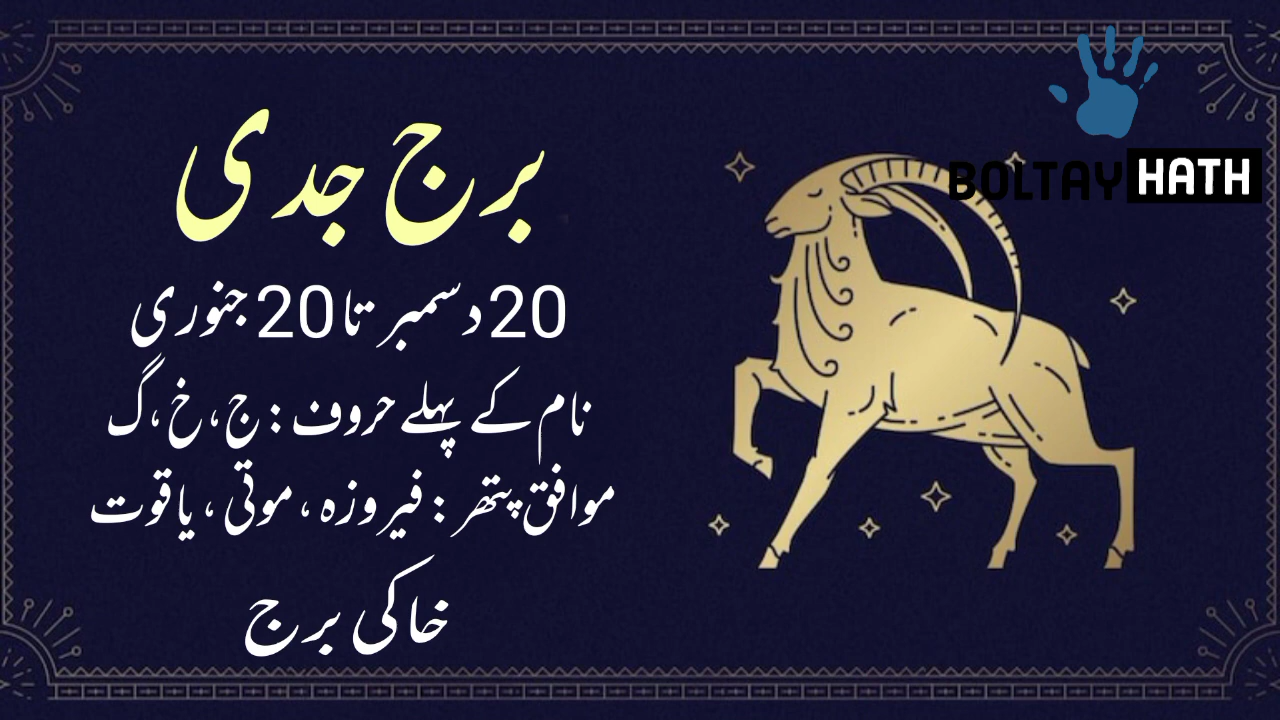 BOLTAY HATH
برج جدی
20 دسمبر تا 20 جنوری
نام کے پہلے حروف : ج، خ، گ
موافق پتھر : فیروزہ، موتی، یاقوت
خاکی برج